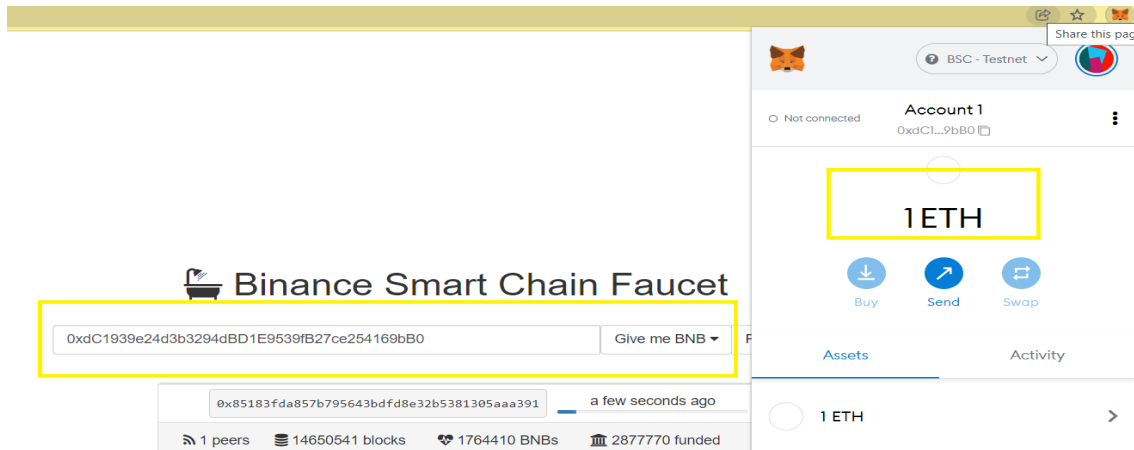 Share this pag
BSC - Testnet
Not connected
Account 1
0xdC1...9bB0
1 ETH
Buy
Send
Swap
Assets
Activity
1 ETH
Binance Smart Chain Faucet
0xdC1939e24d3b3294dBD1E9539fB27ce254169bB0
Give me BNB
0x85183fda857b795643bdfd8e32b5381305aaa391
a few seconds ago
1 peers
14650541 blocks
1764410 BNBs
2877770 funded